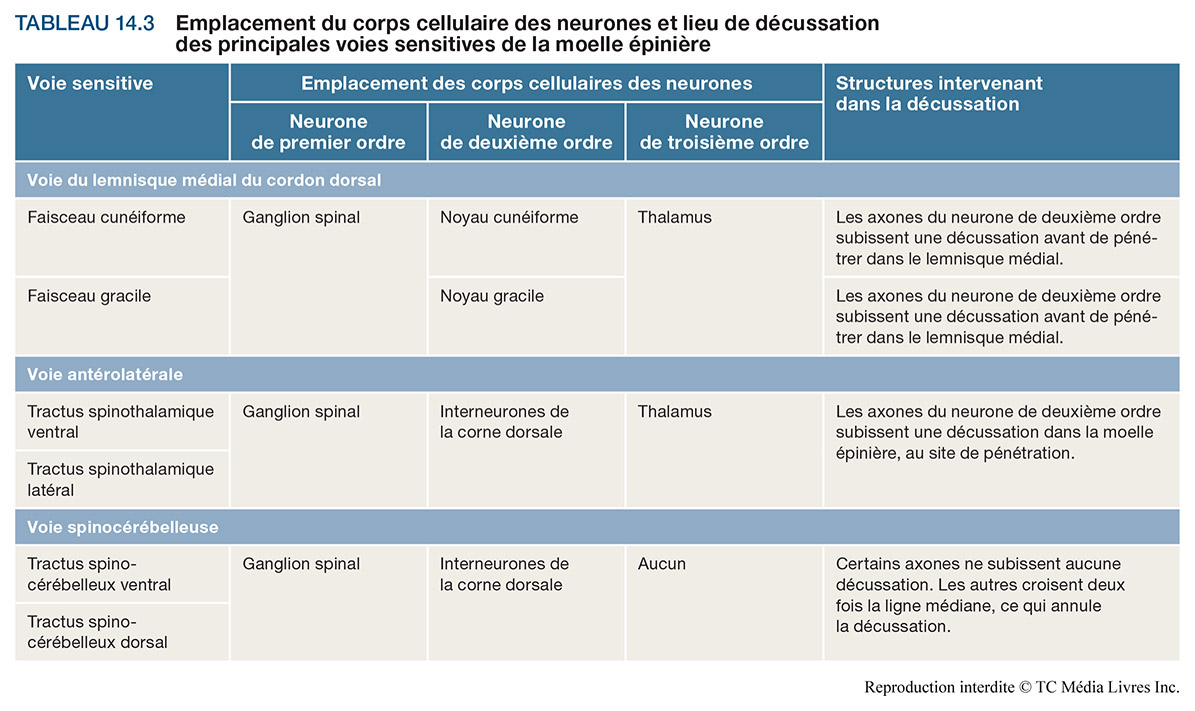 TABLEAU 14.3 Emplacement du corps cellulaire des neurones et lieu de décussation
des principales voies sensitives de la moelle épinière
Voie sensitive
Emplacement des corps cellulaires des neurones
Structures intervenant
dans la décussation
Neurone
de premier ordre
Neurone
de deuxième ordre
Neurone
de troisième ordre
Voie du lemnisque médial du cordon dorsal
Faisceau cunéiforme
Ganglion spinal
Noyau cunéiforme
Thalamus
Les axones du neurone de deuxième ordre
subissent une décussation avant de péné-
trer dans le lemnisque médial.
Faisceau gracile
Noyau gracile
Les axones du neurone de deuxième ordre
subissent une décussation avant de péné-
trer dans le lemnisque médial.
Voie antérolatérale
Tractus spinothalamique
ventral
Ganglion spinal
Interneurones de
la corne dorsale
Thalamus
Les axones du neurone de deuxième ordre
subissent une décussation dans la moelle
épinière, au site de pénétration.
Tractus spinothalamique
latéral
Voie spinocérébelleuse
Tractus spino-
cérébelleux ventral
Ganglion spinal
Interneurones de
la corne dorsale
Aucun
Certains axones ne subissent aucune
décussation. Les autres croisent deux
fois la ligne médiane, ce qui annule
la décussation.
Tractus spino-
cérébelleux dorsal
Reproduction interdite © TC Média Livres Inc.